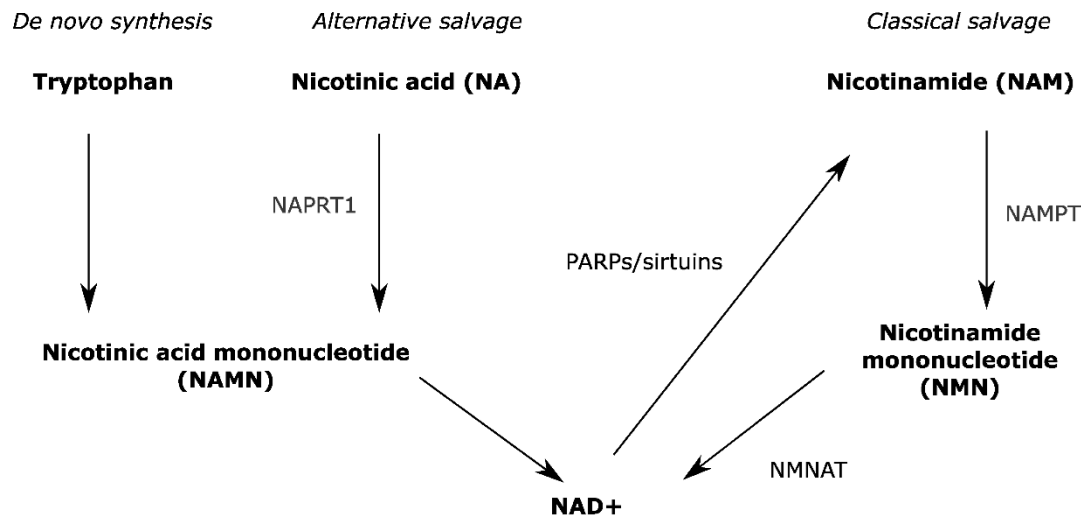 De novo synthesis
Alternative salvage
Classical salvage
Tryptophan
Nicotinic acid (NA)
Nicotinamide (NAM)
NAPRT1
NAMPT
PARPs/sirtuins
Nicotinic acid mononucleotide
(NAMN)
Nicotinamide
mononucleotide
(NMN)
NMNAT
NAD+